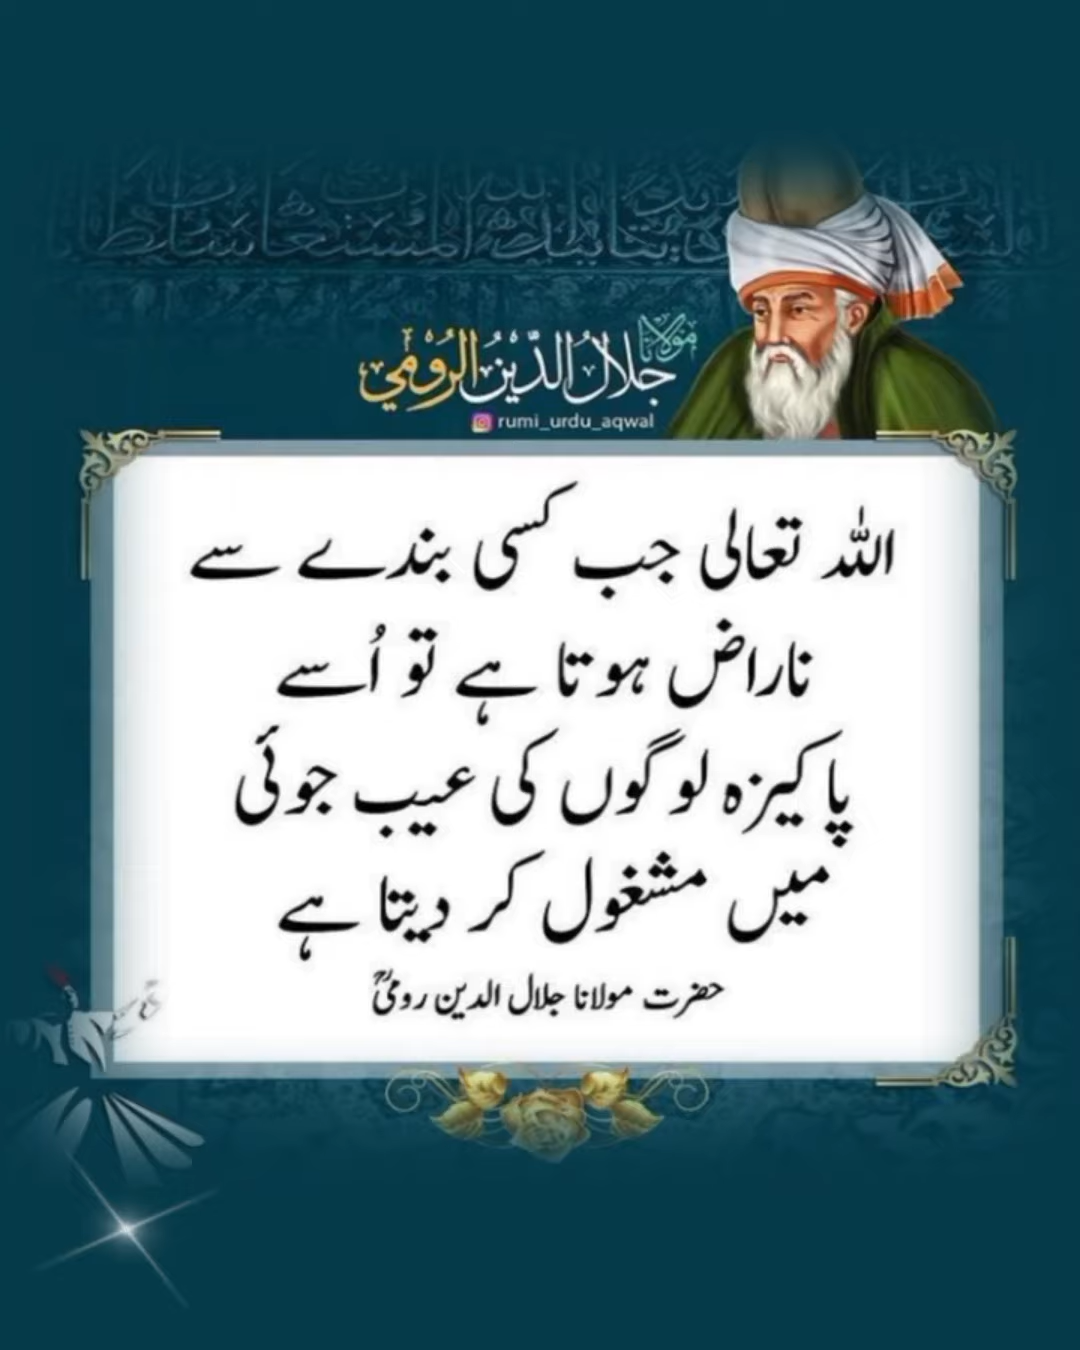 مولانا
جلال الدین الرومي
rumi_urdu_aqwal
اللہ تعالی جب کسی بندے سے
ناراض ہوتا ہے تو اُسے
پاکیزہ لوگوں کی عیب جوئی
میں مشغول کر دیتا ہے
حضرت مولانا جلال الدین رومیؒ